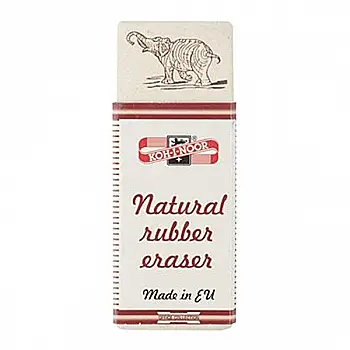 KOH-I-NOOR
Natural
rubber
eraser
Made in EU